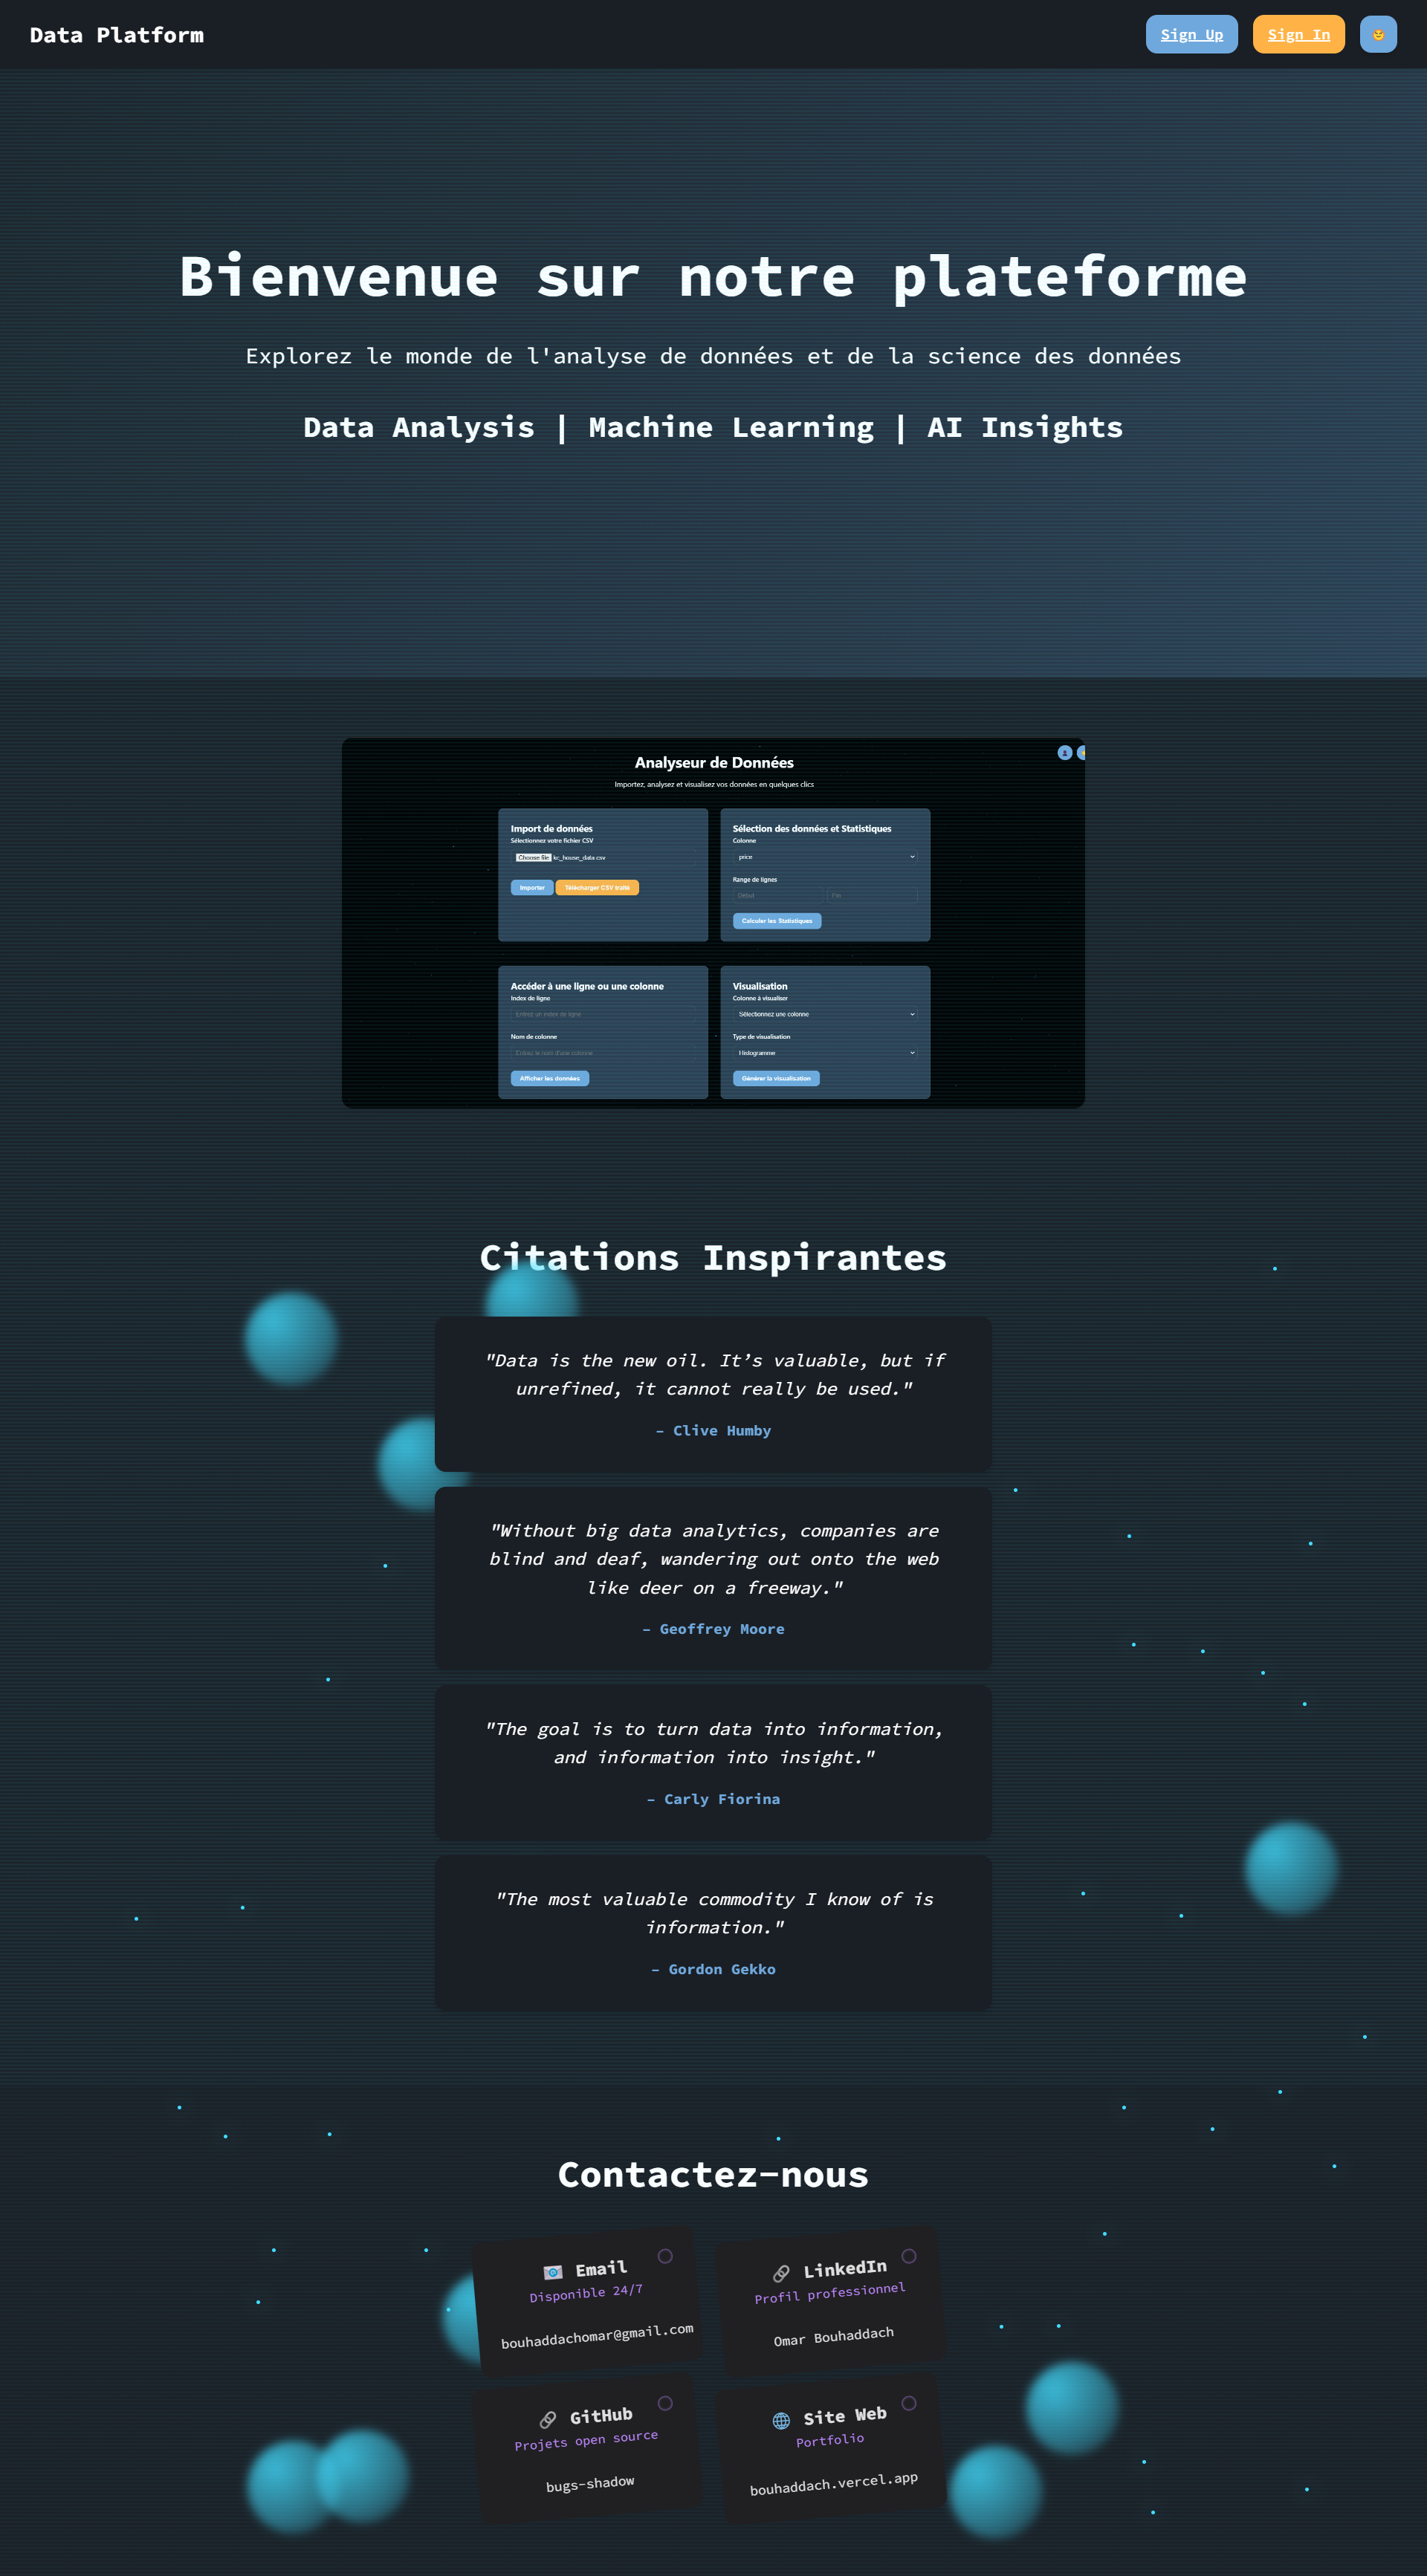 Data Platform
Sign Up
Sign In
Bienvenue sur notre plateforme
Explorez le monde de l'analyse de données et de la science des données
Data Analysis | Machine Learning | AI Insights
Analyseur de Données
Importez, analysez et visualisez vos données en quelques clics
Import de données
Sélectionnez votre fichier CSV
Choose file kc_house_data.csv
Importer
Télécharger CSV traité
Sélection des données et Statistiques
Colonne
price
Range de lignes
Début
Fin
Calculer les Statistiques
Accéder à une ligne ou une colonne
Index de ligne
Entrez un index de ligne
Nom de colonne
Entrez le nom d'une colonne
Afficher les données
Visualisation
Colonne à visualiser
Sélectionnez une colonne
Type de visualisation
Histogramme
Générer la visualisation
Citations Inspirantes
"Data is the new oil. It’s valuable, but if
unrefined, it cannot really be used."
– Clive Humby
"Without big data analytics, companies are
blind and deaf, wandering out onto the web
like deer on a freeway."
– Geoffrey Moore
"The goal is to turn data into information,
and information into insight."
– Carly Fiorina
"The most valuable commodity I know of is
information."
– Gordon Gekko
Contactez-nous
Email
Disponible 24/7
bouhaddachomar@gmail.com
LinkedIn
Profil professionnel
Omar Bouhaddach
GitHub
Projets open source
bugs-shadow
Site Web
Portfolio
bouhaddach.vercel.app